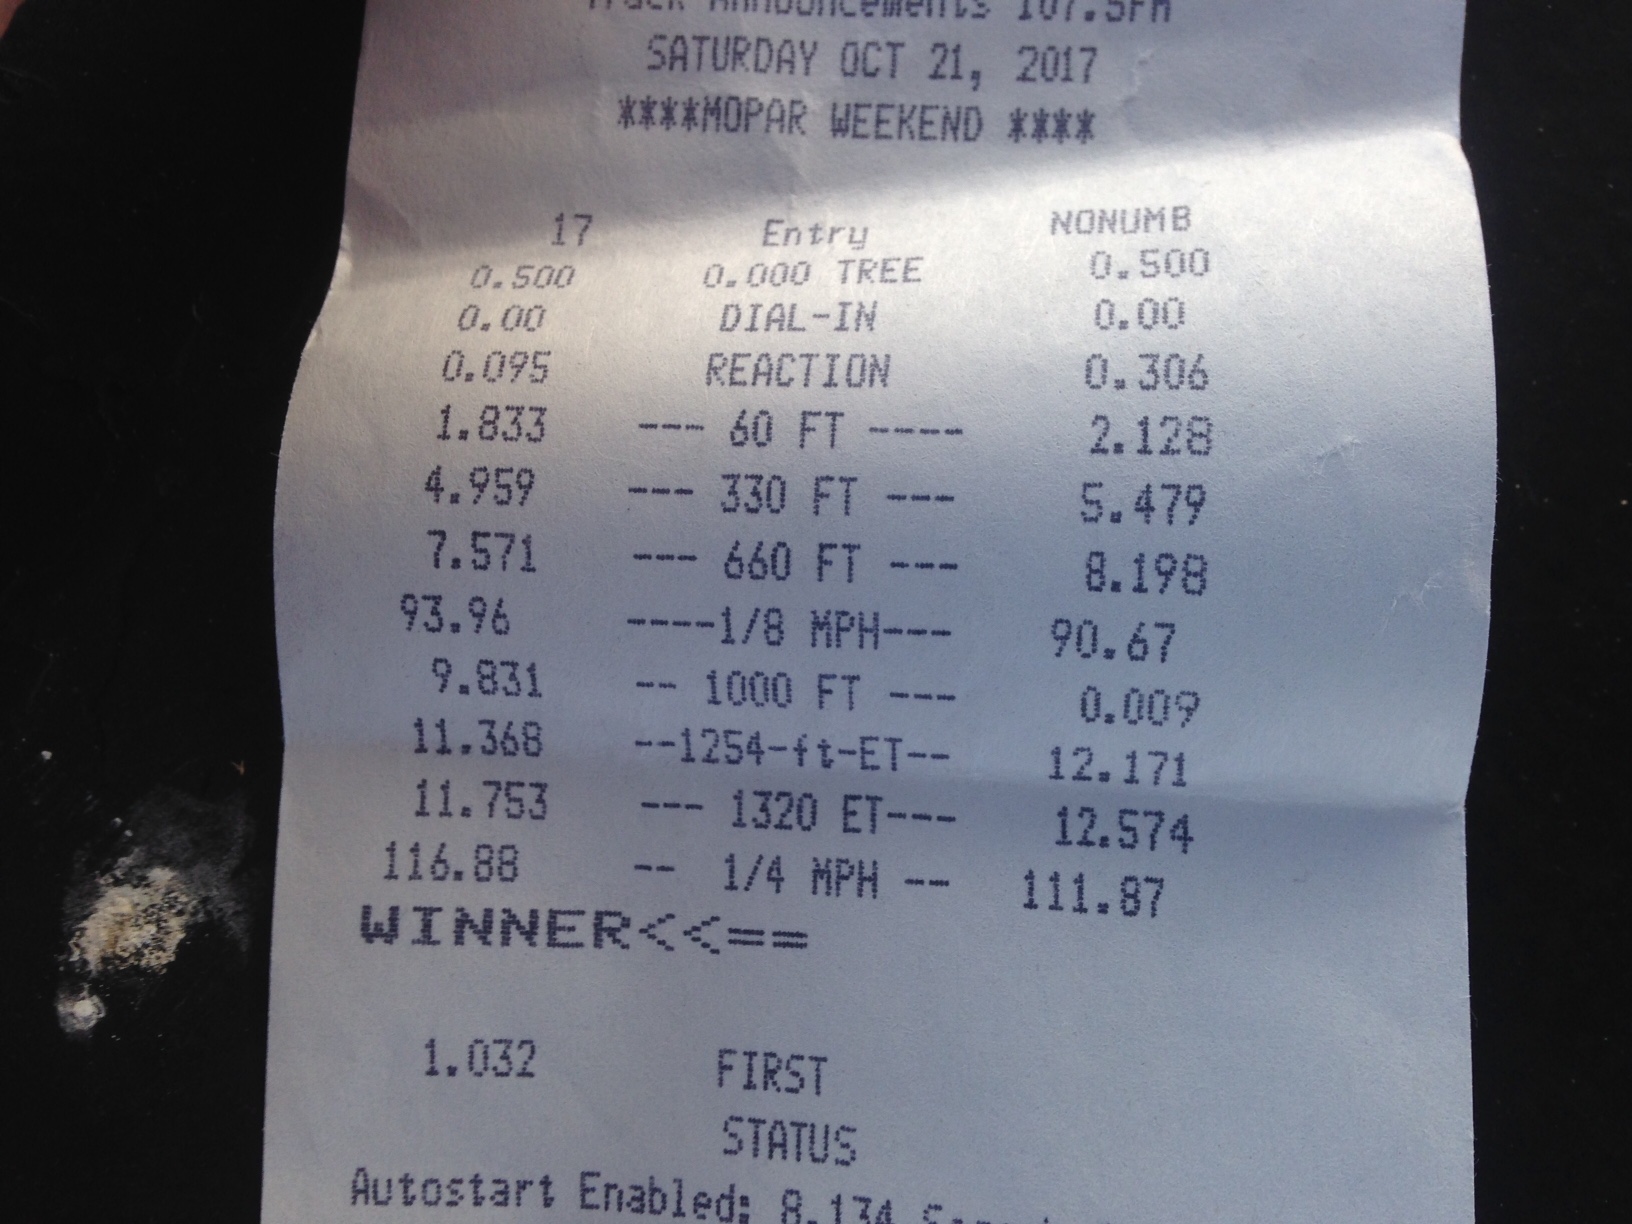 Track Announcements 107.5FM
SATURDAY OCT 21, 2017
****MOPAR WEEKEND ****
17 Entry NONUMB
0.500 0.000 TREE 0.500
0.00 DIAL-IN 0.00
0.095 REACTION 0.306
1.833 --- 60 FT ---- 2.128
4.959 --- 330 FT --- 5.479
7.571 --- 660 FT --- 8.198
93.96 ----1/8 MPH--- 90.67
9.831 -- 1000 FT --- 0.009
11.368 --1254-ft-ET-- 12.171
11.753 --- 1320 ET--- 12.574
116.88 -- 1/4 MPH -- 111.87
WINNER<<==
1.032 FIRST
STATUS
Autostart Enabled: 8.134